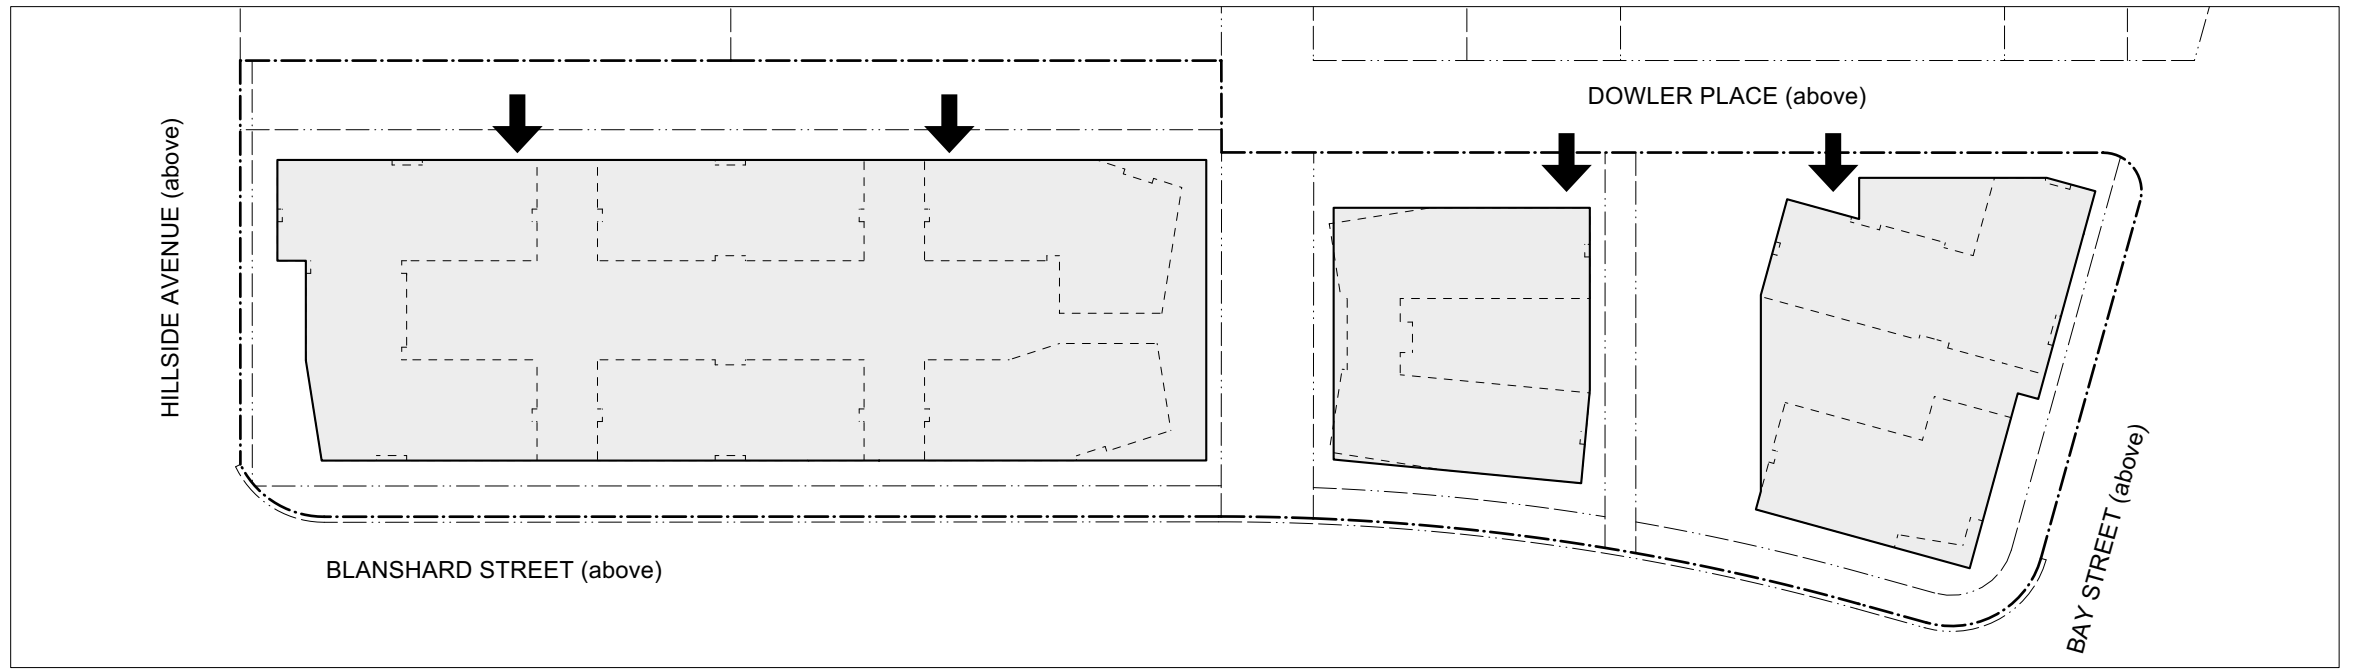 DOWLER PLACE (above)
HILLSIDE AVENUE (above)
BLANSHARD STREET (above)
BAY STREET (above)